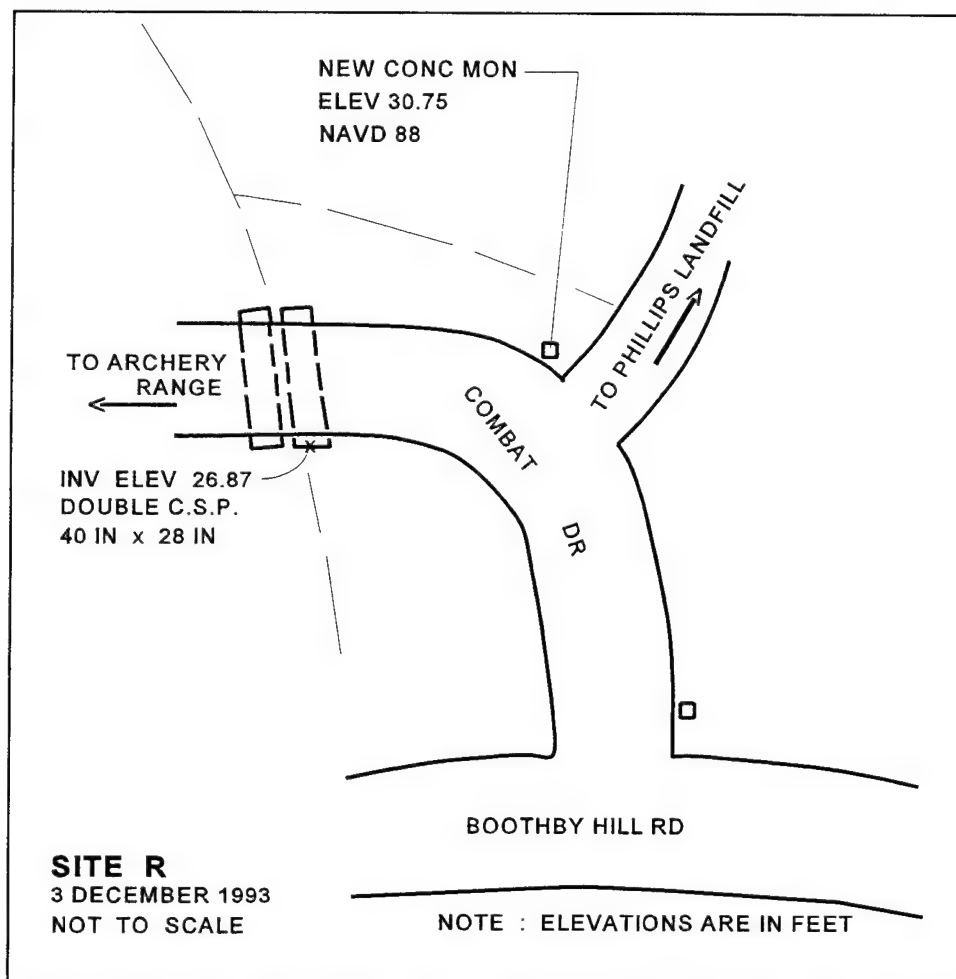 NEW CONC MON
ELEV 30.75
NAVD 88
TO PHILLIPS LANDFILL
TO ARCHERY
RANGE
COMBAT
DR
INV ELEV 26.87
DOUBLE C.S.P.
40 IN x 28 IN
BOOTHBY HILL RD
SITE R
3 DECEMBER 1993
NOT TO SCALE
NOTE : ELEVATIONS ARE IN FEET